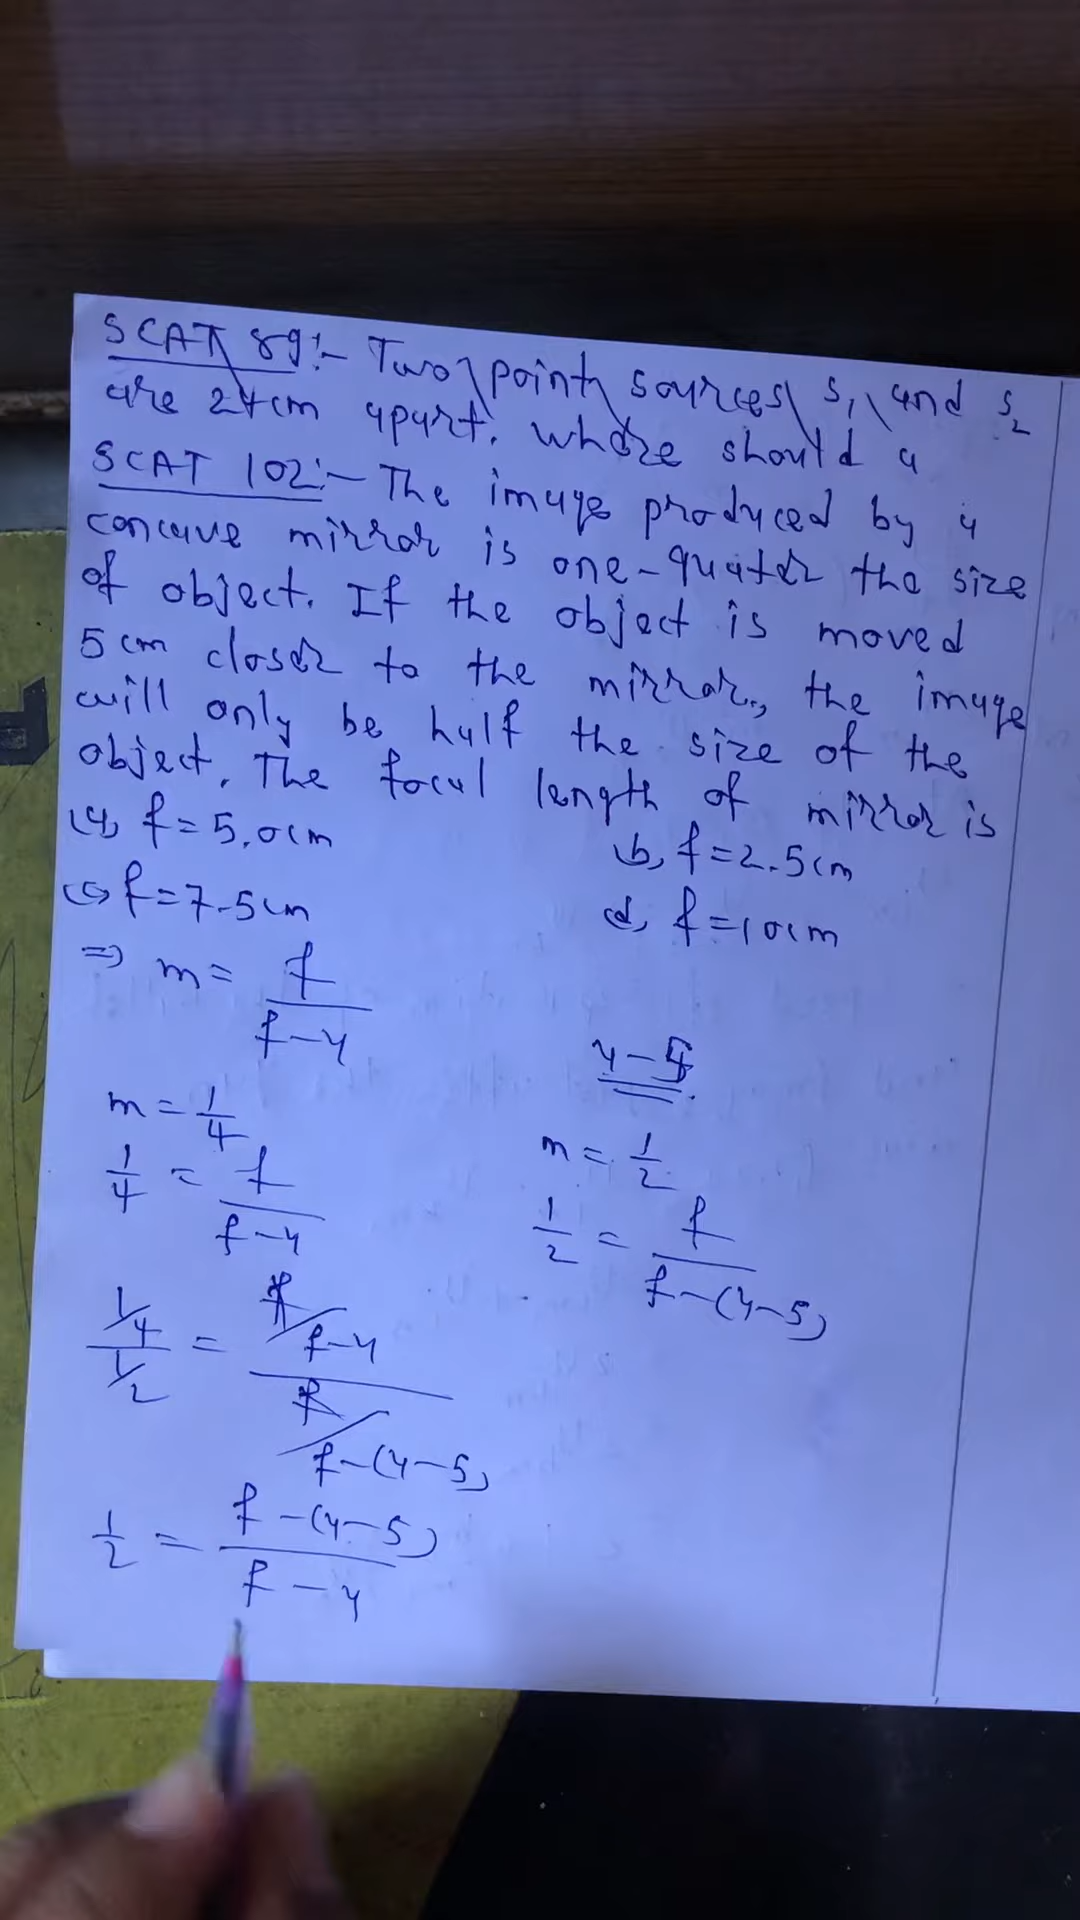 SCAT 89:- Two point sources S₁ and S₂
are 24cm apart. Where should a
SCAT 102:- The image produced by a
concave mirror is one-quater the size
of object. If the object is moved
5cm closer to the mirror, the image
will only be half the size of the
object. The focal length of mirror is
(a) f=5.0cm (b) f=2.5cm
(c) f=7.5cm (d) f=10cm
=> m = f/(f-u)
u-5
m = 1/4
1/4 = f/(f-u)
m = 1/2
1/2 = f/(f-(u-5))
(1/4)/(1/2) = (f/(f-u))/(f/(f-(u-5)))
1/2 = (f-(u-5))/(f-u)